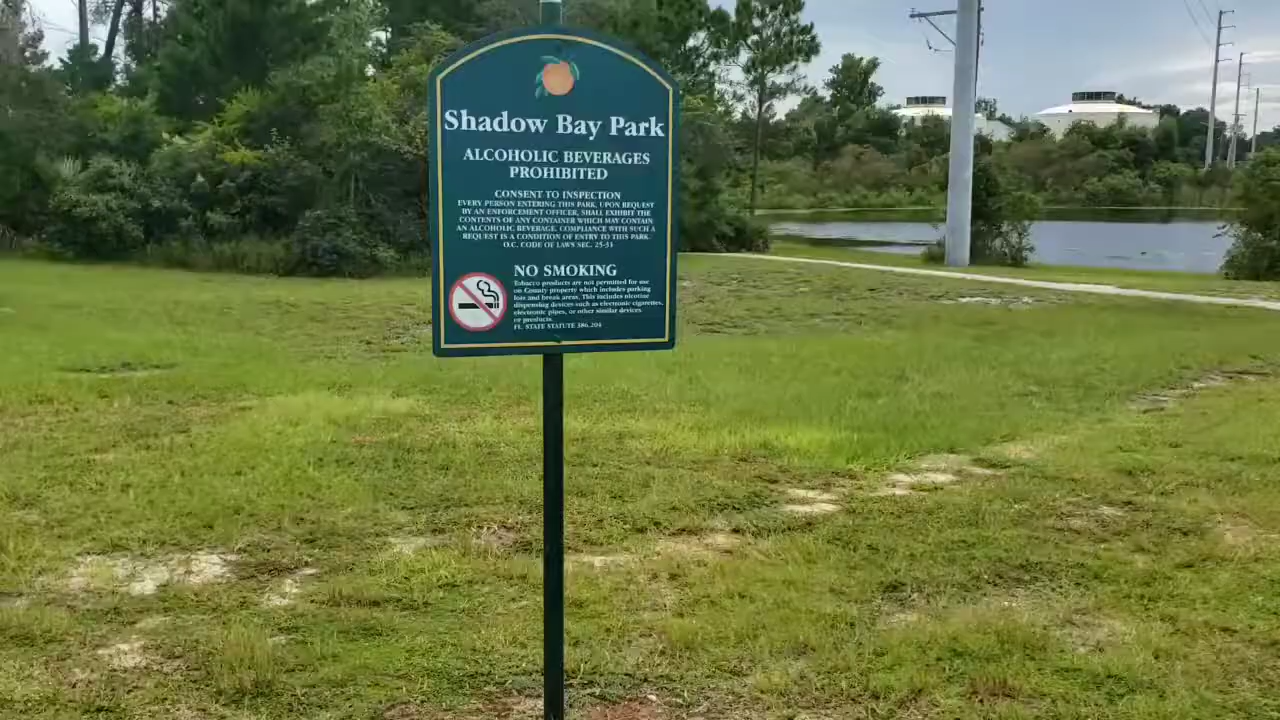 Shadow Bay Park
ALCOHOLIC BEVERAGES
PROHIBITED
CONSENT TO INSPECTION
EVERY PERSON ENTERING THIS PARK, UPON REQUEST
BY AN ENFORCEMENT OFFICER, SHALL EXHIBIT THE
CONTENTS OF ANY CONTAINER WHICH MAY CONTAIN
AN ALCOHOLIC BEVERAGE. COMPLIANCE WITH SUCH A
REQUEST IS A CONDITION OF ENTRY TO THIS PARK.
O.C. CODE OF LAWS SEC. 25-31
NO SMOKING
Tobacco products are not permitted for use
on County property which includes parking
lots and break areas. This includes nicotine
dispensing devices such as electronic cigarettes,
electronic pipes, or other similar devices
or products.
FL STATE STATUTE 386.204